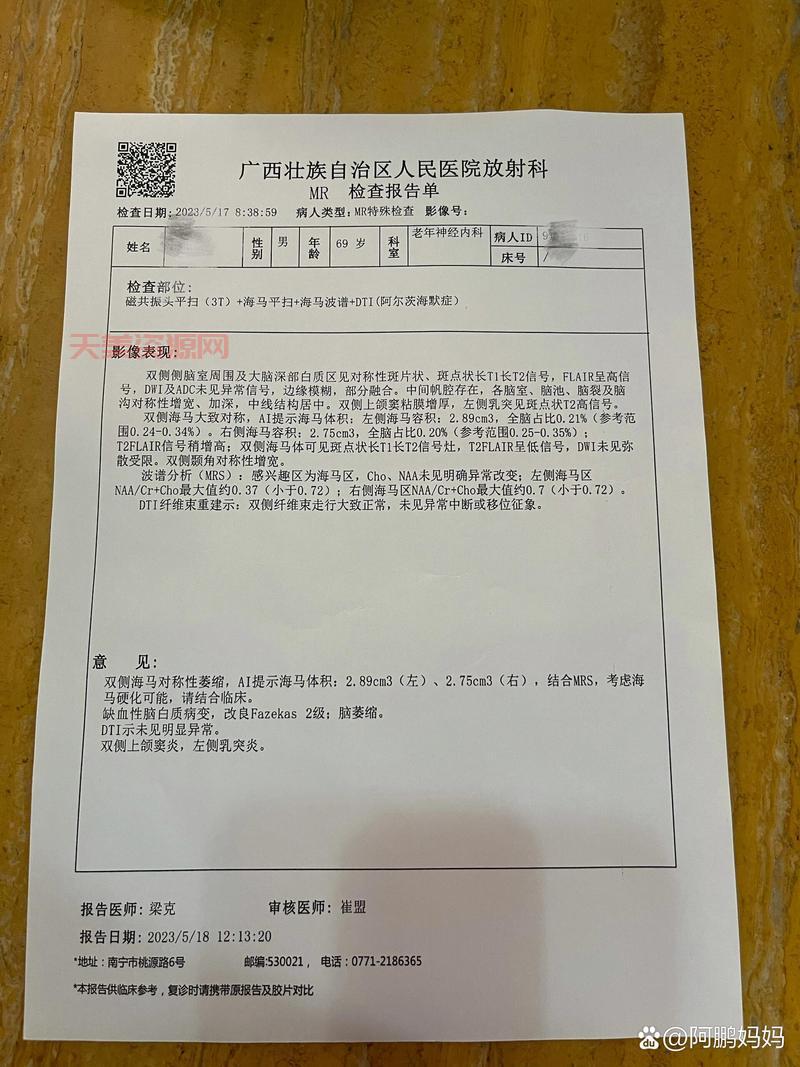 广西壮族自治区人民医院放射科
MR 检查报告单
检查日期: 2023/5/17 8:38:59 病人类型: MR特殊检查 影像号:
姓名 性别 男 年龄 69 岁 科室 老年神经内科 病人ID 9
床号 /
检查部位:
磁共振头平扫(3T)+海马平扫+海马波谱+DTI(阿尔茨海默症)
天美资源网
影像表现:
双侧侧脑室周围及大脑深部白质区见对称性斑片状、斑点状长T1长T2信号,FLAIR呈高信
号,DWI及ADC未见异常信号,边缘模糊,部分融合。中间帆腔存在,各脑室、脑池、脑裂及脑
沟对称性增宽、加深,中线结构居中。双侧上颌窦粘膜增厚,左侧乳突见斑点状T2高信号。
双侧海马大致对称,AI提示海马体积:左侧海马容积:2.89cm3,全脑占比0.21%(参考范
围0.24-0.34%)。右侧海马容积:2.75cm3,全脑占比0.20%(参考范围0.25-0.35%);
T2FLAIR信号稍增高;双侧海马体可见斑点状长T1长T2信号灶,T2FLAIR呈低信号,DWI未见弥
散受限。双侧颞角对称性增宽。
波谱分析(MRS):感兴趣区为海马区,Cho、NAA未见明确异常改变;左侧海马区
NAA/Cr+Cho最大值约0.37(小于0.72);右侧海马区NAA/Cr+Cho最大值约0.7(小于0.72)。
DTI纤维束重建示:双侧纤维束走行大致正常,未见异常中断或移位征象。
意 见:
双侧海马对称性萎缩,AI提示海马体积:2.89cm3(左)、2.75cm3(右),结合MRS,考虑海
马硬化可能,请结合临床。
缺血性脑白质病变,改良Fazekas 2级;脑萎缩。
DTI示未见明显异常。
双侧上颌窦炎,左侧乳突炎。
报告医师: 梁克 审核医师: 崔盟
报告日期: 2023/5/18 12:13:20
*地址:南宁市桃源路6号 邮编:530021, 电话:0771-2186365
*本报告供临床参考,复诊时请携带原报告及胶片对比
du @阿鹏妈妈